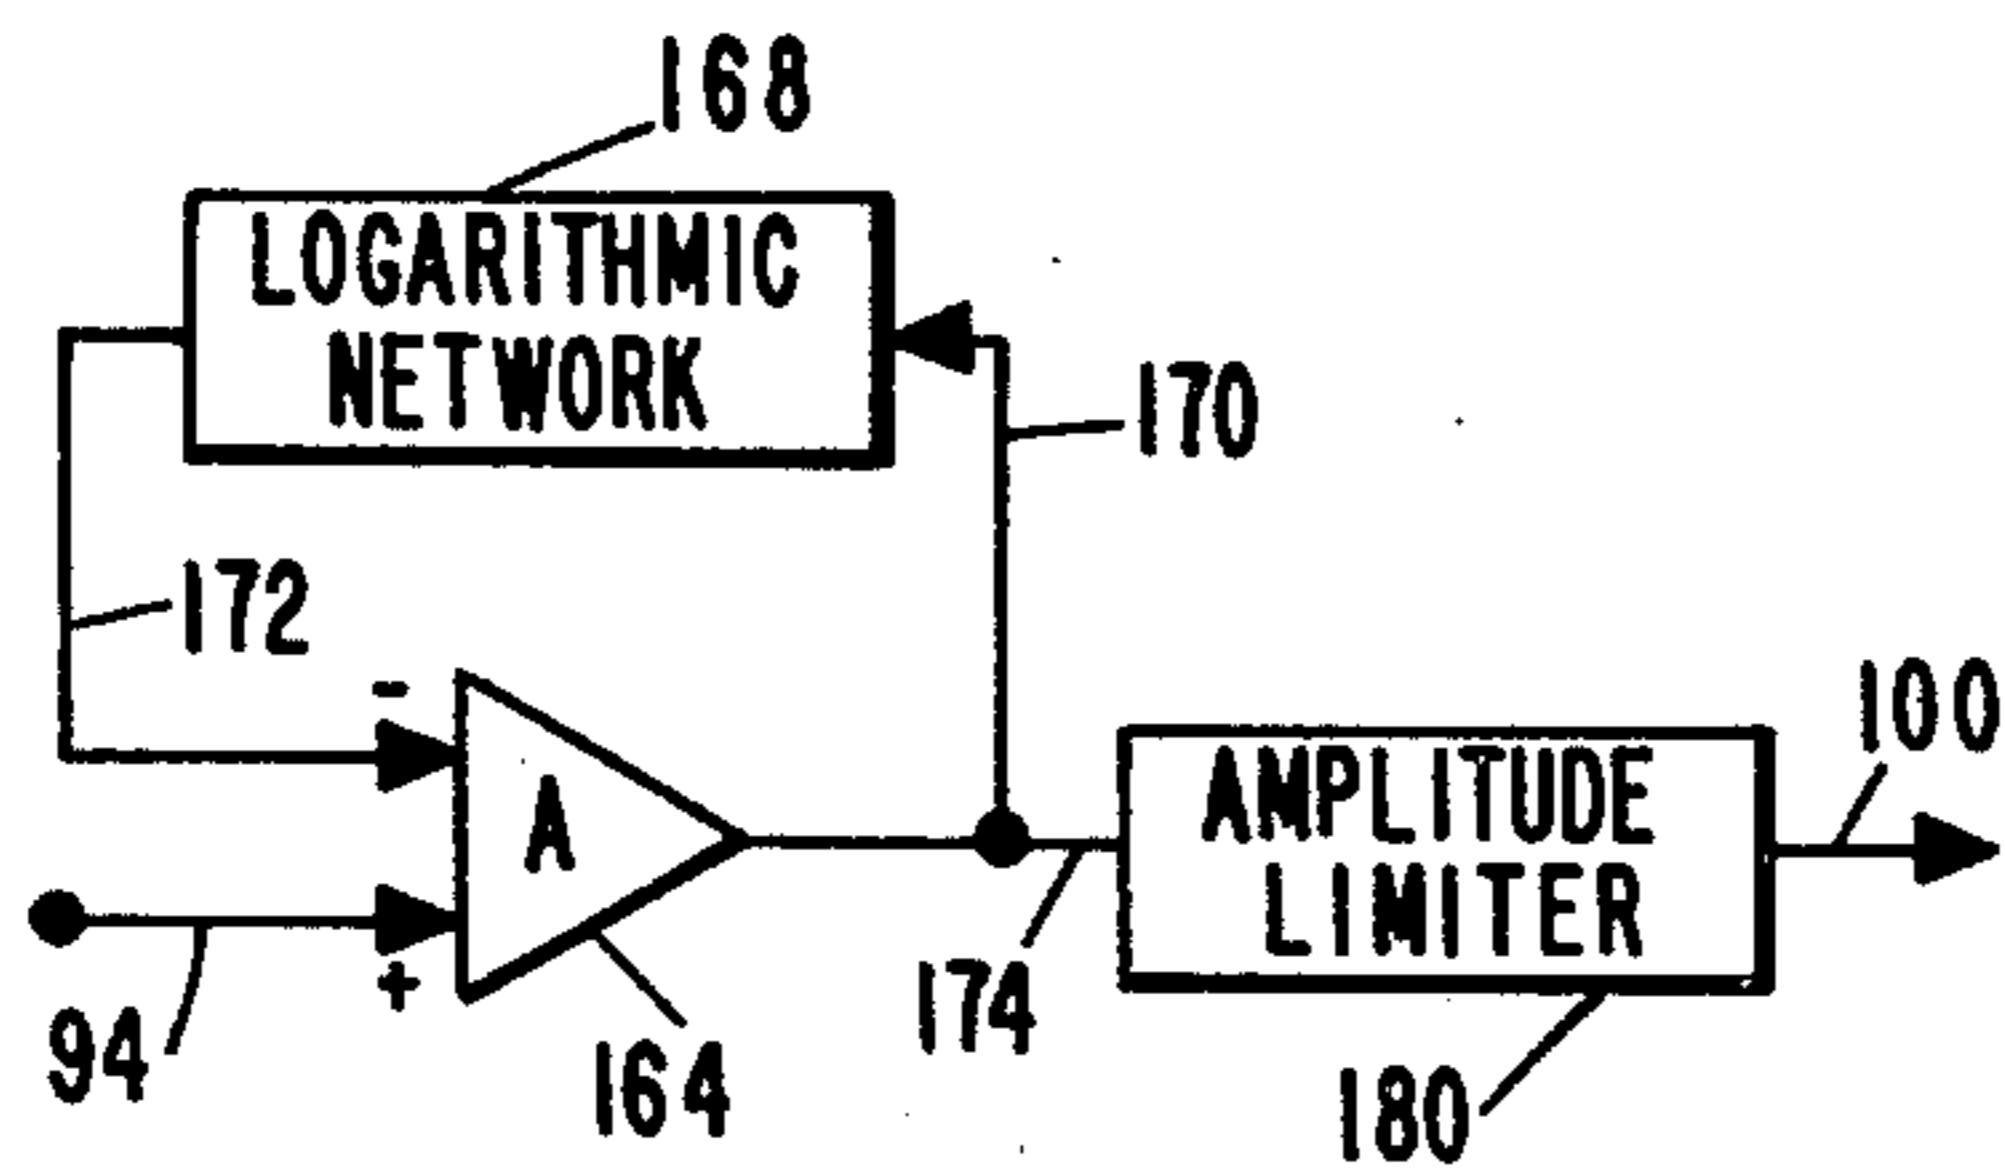 168
LOGARITHMIC
NETWORK
170
172
-
A
+
94
164
174
AMPLITUDE
LIMITER
100
180